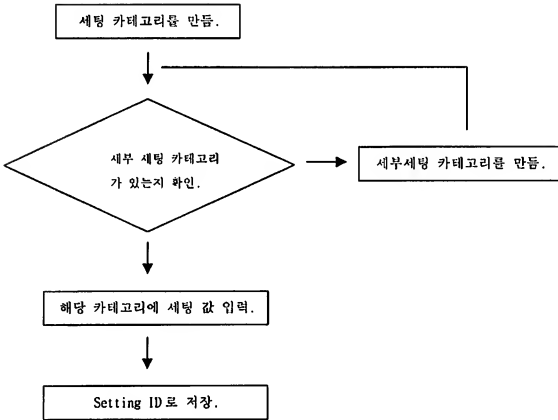 세팅 카테고리를 만듬.
세부 세팅 카테고리
가 있는지 확인.
세부세팅 카테고리를 만듬.
해당 카테고리에 세팅 값 입력.
Setting ID로 저장.